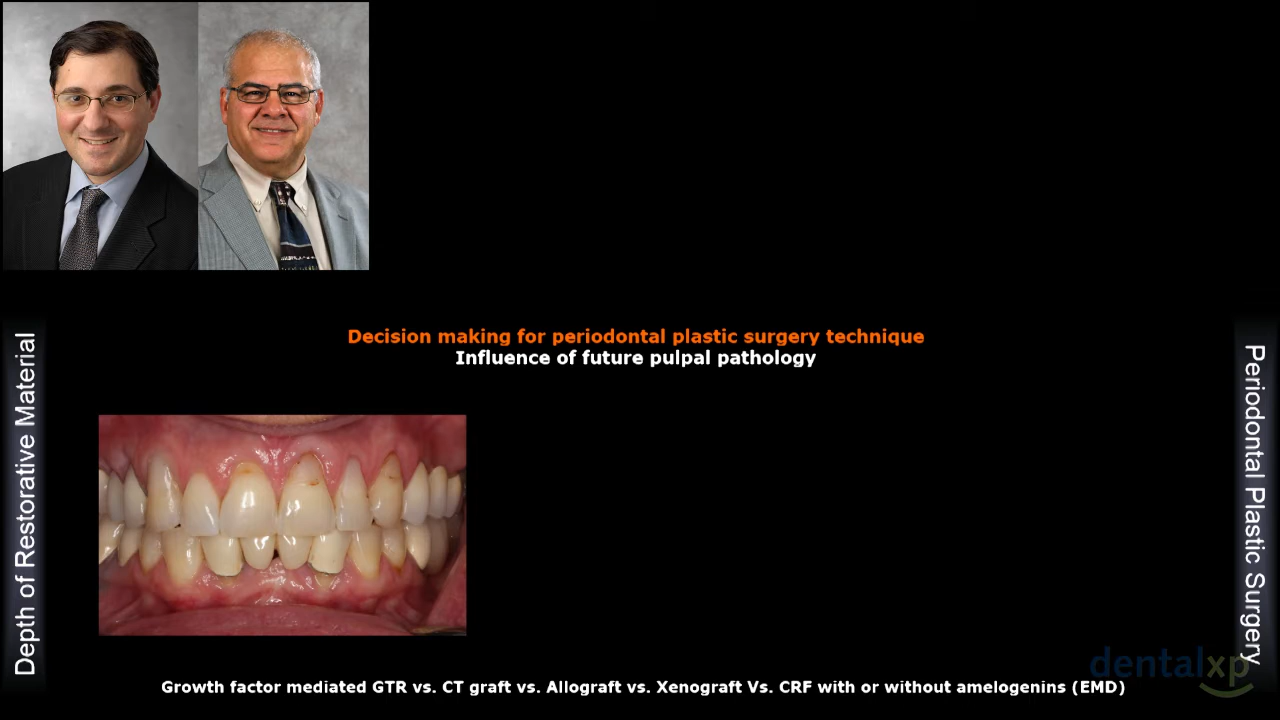 Decision making for periodontal plastic surgery technique
Influence of future pulpal pathology
Depth of Restorative Material
Periodontal Plastic Surgery
dentalxp
Growth factor mediated GTR vs. CT graft vs. Allograft vs. Xenograft Vs. CRF with or without amelogenins (EMD)